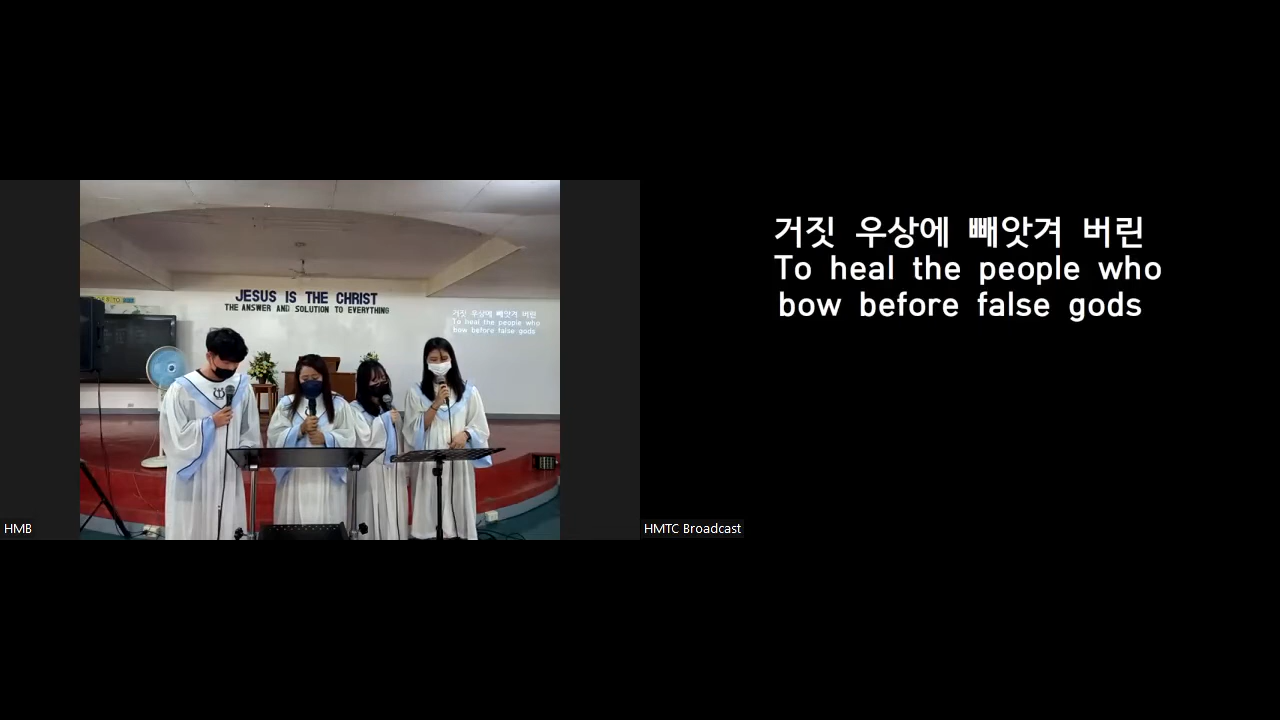 JESUS IS THE CHRIST
THE ANSWER AND SOLUTION TO EVERYTHING
거짓 우상에 빼앗겨 버린
To heal the people who
bow before false gods
HMB
거짓 우상에 빼앗겨 버린
To heal the people who
bow before false gods
HMTC Broadcast